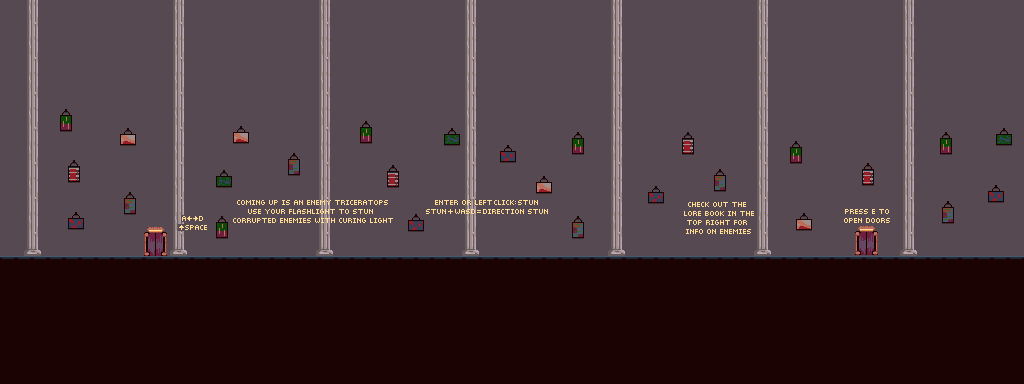 A←→D
↑SPACE
COMING UP IS AN ENEMY TRICERATOPS
USE YOUR FLASHLIGHT TO STUN
CORRUPTED ENEMIES WITH CURING LIGHT
ENTER OR LEFTCLICK:STUN
STUN+WASD=DIRECTION STUN
CHECK OUT THE
LORE BOOK IN THE
TOP RIGHT FOR
INFO ON ENEMIES
PRESS E TO
OPEN DOORS